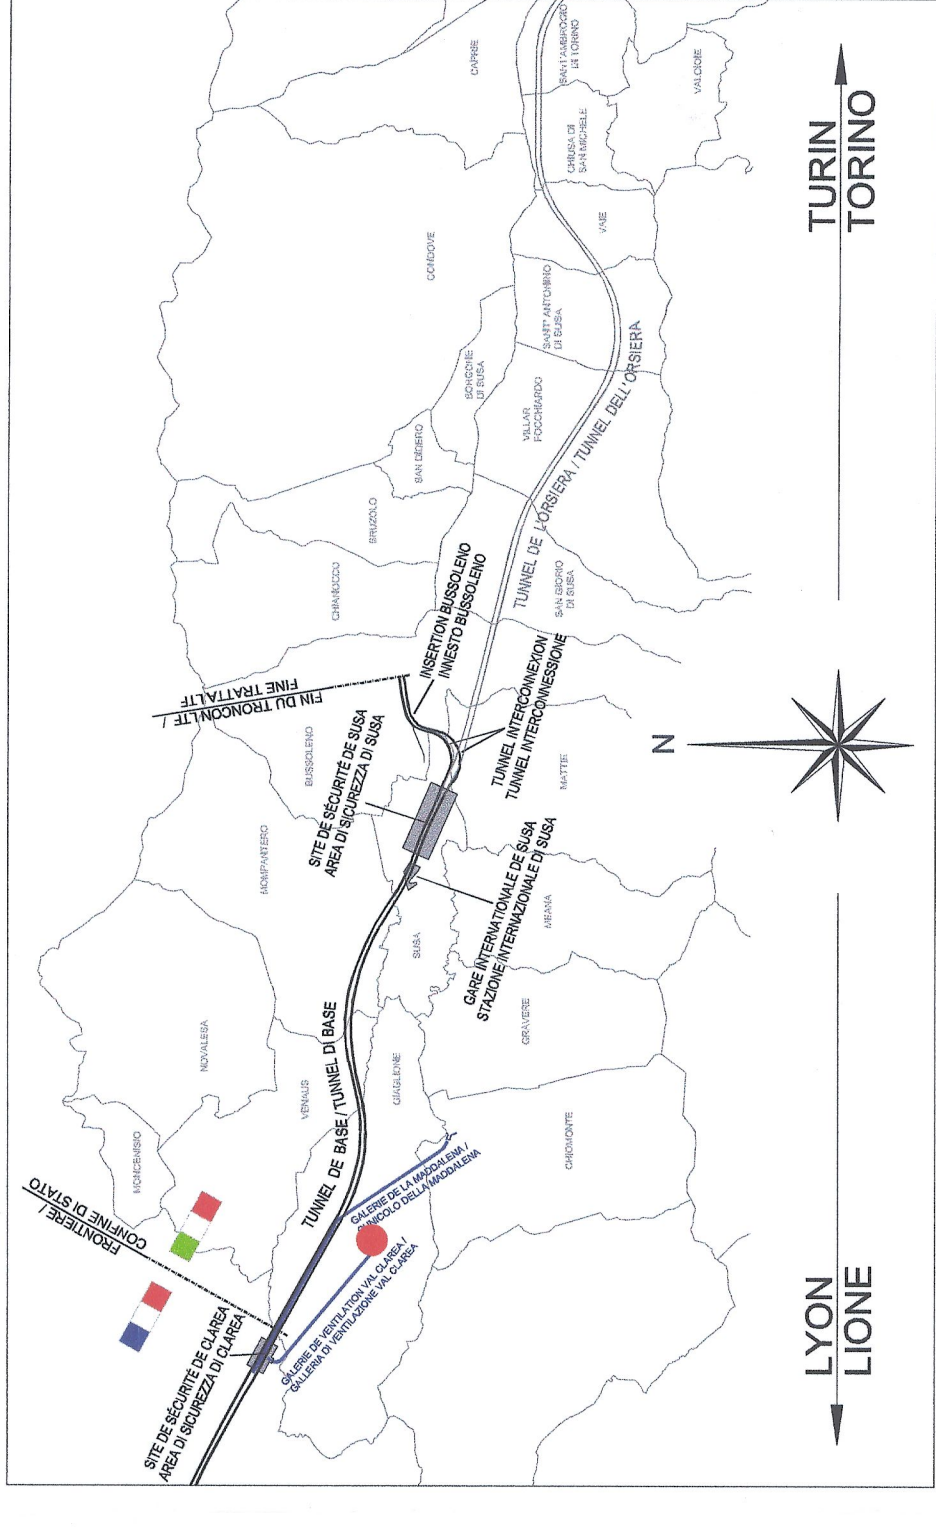 SITE DE SÉCURITÉ DE CLAREA
AREA DI SICUREZZA DI CLAREA
FRONTIERE /
CONFINE DI STATO
MONCENISIO
NOVALESA
VENAUS
MOMPANTERO
BUSSOLENO
FIN DU TRONCON LTF /
FINE TRATTA LTF
CHIANOCCO
BRUZOLO
SAN DIDERO
BORGONE
DI SUSA
CONDOVE
CAPRIE
TUNNEL DE BASE / TUNNEL DI BASE
SITE DE SÉCURITÉ DE SUSA
AREA DI SICUREZZA DI SUSA
INSERTION BUSSOLENO
INNESTO BUSSOLENO
GALERIE DE VENTILATION VAL CLAREA /
GALLERIA DI VENTILAZIONE VAL CLAREA
GALERIE DE LA MADDALENA /
CUNICOLO DELLA MADDALENA
GIAGLIONE
SUSA
GARE INTERNATIONALE DE SUSA
STAZIONE INTERNAZIONALE DI SUSA
TUNNEL INTERCONNEXION
TUNNEL INTERCONNESSIONE
TUNNEL DE L'ORSIERA / TUNNEL DELL'ORSIERA
CHIOMONTE
GRAVERE
MEANA
MATTIE
SAN GIORIO
DI SUSA
VILLAR
FOCCHIARDO
SANT' ANTONINO
DI SUSA
VAIE
CHIUSA DI
SAN MICHELE
SANT'AMBROGIO
DI TORINO
VALGIOIE
N
LYON
LIONE
TURIN
TORINO